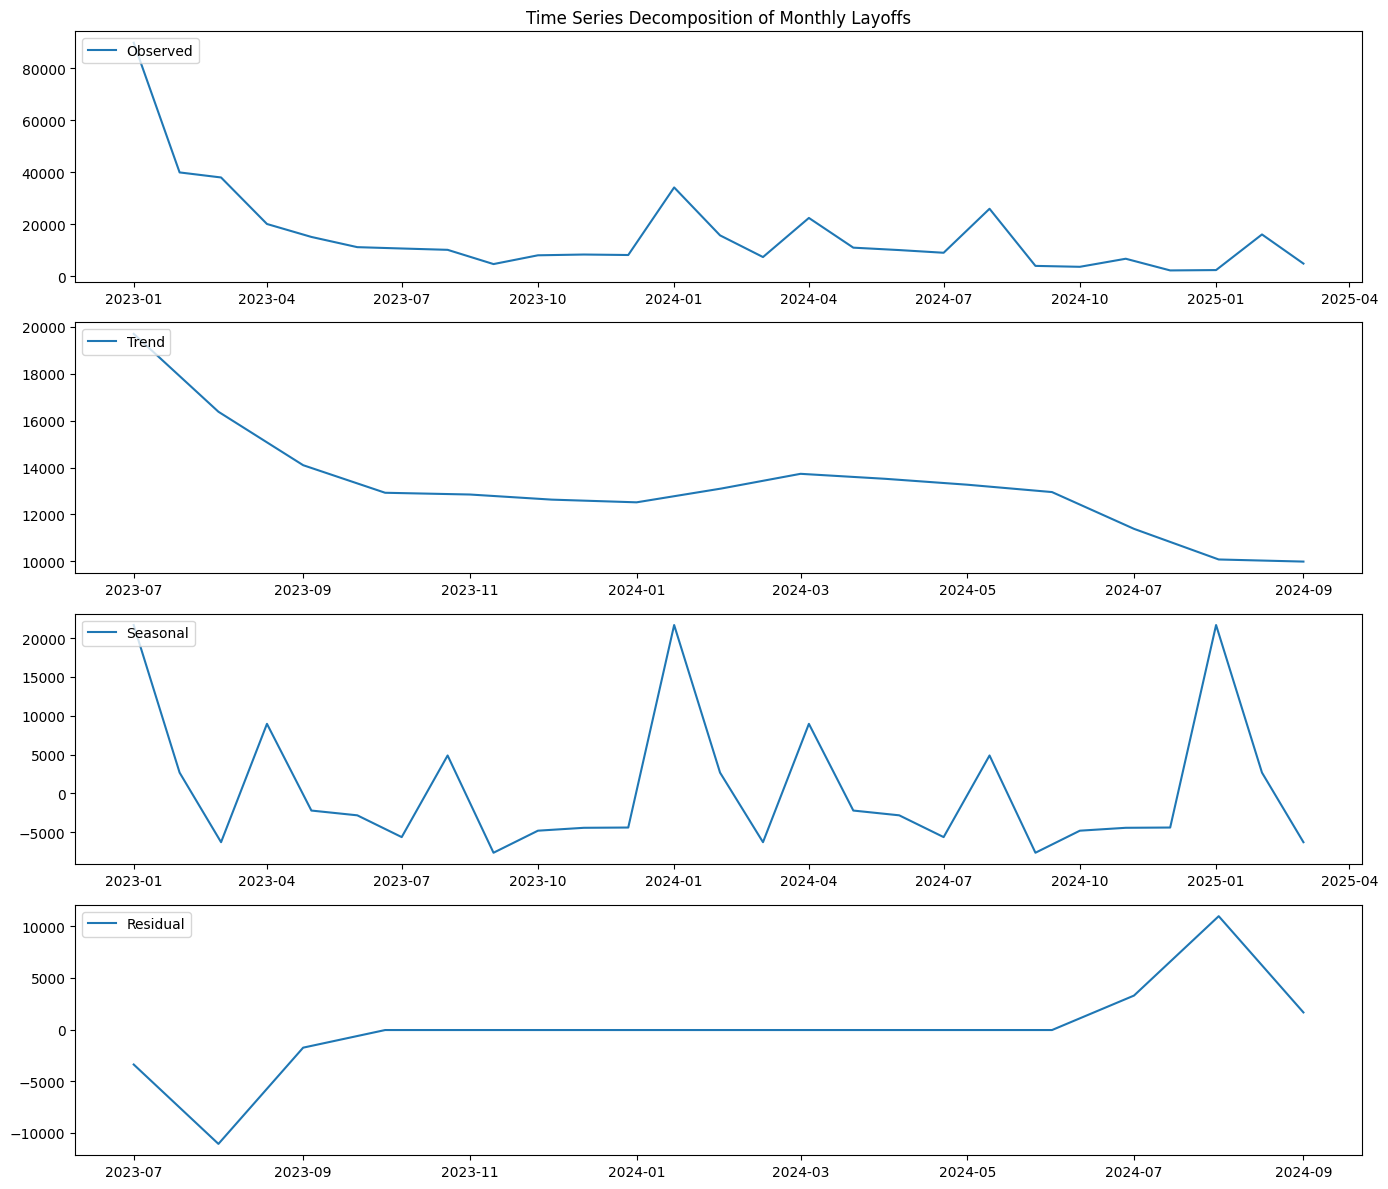 Time Series Decomposition of Monthly Layoffs
Observed
80000
60000
40000
20000
0
2023-01 2023-04 2023-07 2023-10 2024-01 2024-04 2024-07 2024-10 2025-01 2025-04
Trend
20000
18000
16000
14000
12000
10000
2023-07 2023-09 2023-11 2024-01 2024-03 2024-05 2024-07 2024-09
Seasonal
20000
15000
10000
5000
0
−5000
2023-01 2023-04 2023-07 2023-10 2024-01 2024-04 2024-07 2024-10 2025-01 2025-04
Residual
10000
5000
0
−5000
−10000
2023-07 2023-09 2023-11 2024-01 2024-03 2024-05 2024-07 2024-09